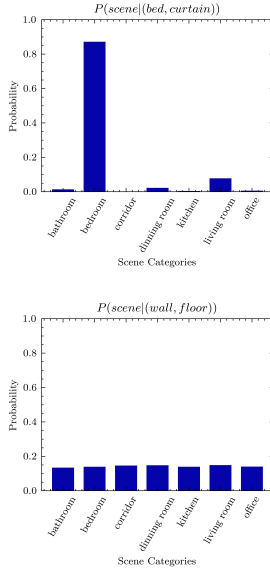 P(scene|(bed, curtain))
1.0
0.8
0.6
0.4
0.2
0.0
Probability
bathroom
bedroom
corridor
dinning room
kitchen
living room
office
Scene Categories
P(scene|(wall, floor))
1.0
0.8
0.6
0.4
0.2
0.0
Probability
bathroom
bedroom
corridor
dinning room
kitchen
living room
office
Scene Categories